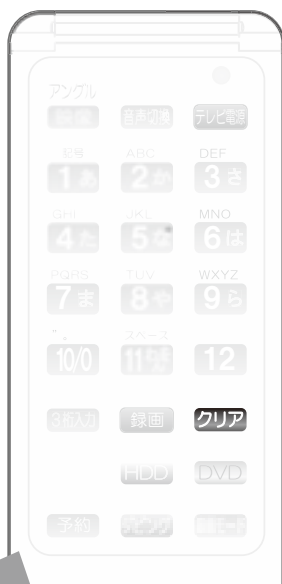 アングル
音声切換 テレビ電源
記号 ABC DEF
1 あ 2 か 3 さ
GHI JKL MNO
4 た 5 な 6 は
PQRS TUV WXYZ
7 ま 8 や 9 ら
スペース
10/0 11 12
3桁入力 録画 クリア
HDD DVD
予約